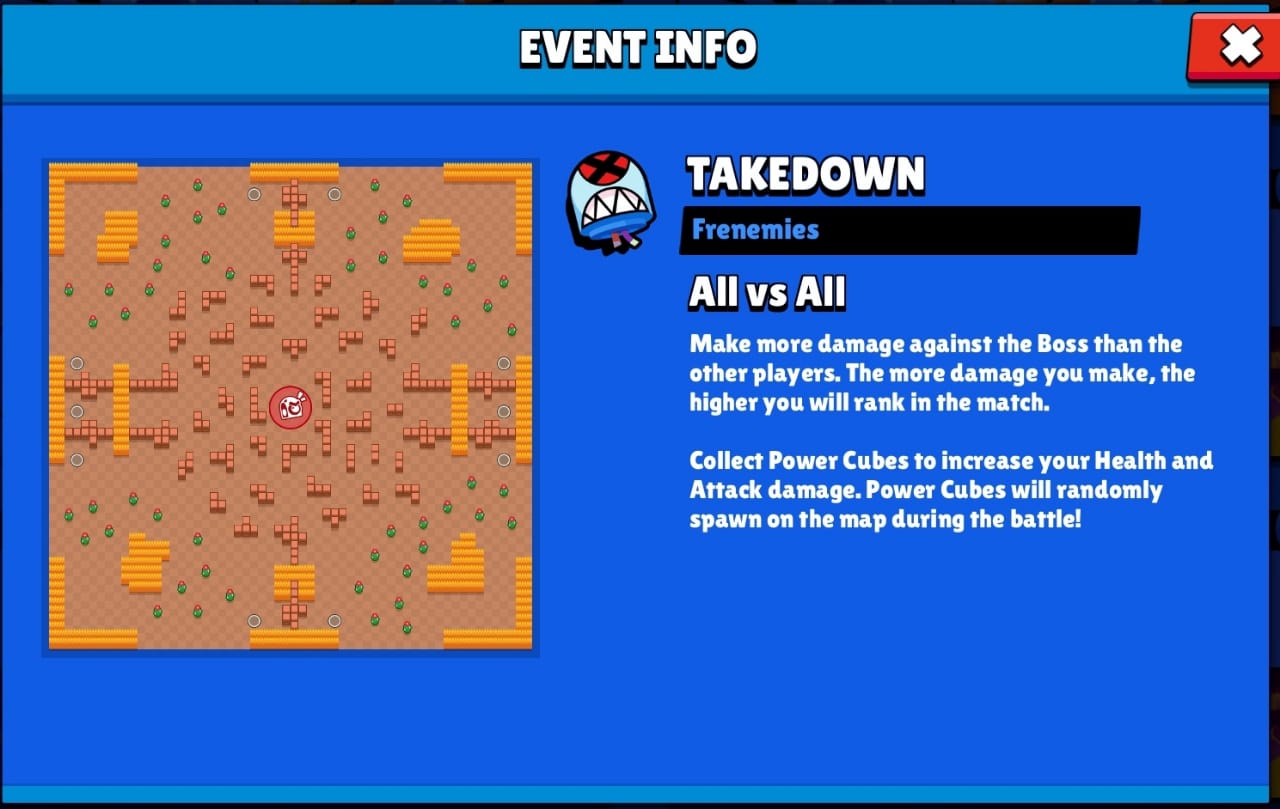 EVENT INFO
TAKEDOWN
Frenemies
All vs All
Make more damage against the Boss than the
other players. The more damage you make, the
higher you will rank in the match.
Collect Power Cubes to increase your Health and
Attack damage. Power Cubes will randomly
spawn on the map during the battle!